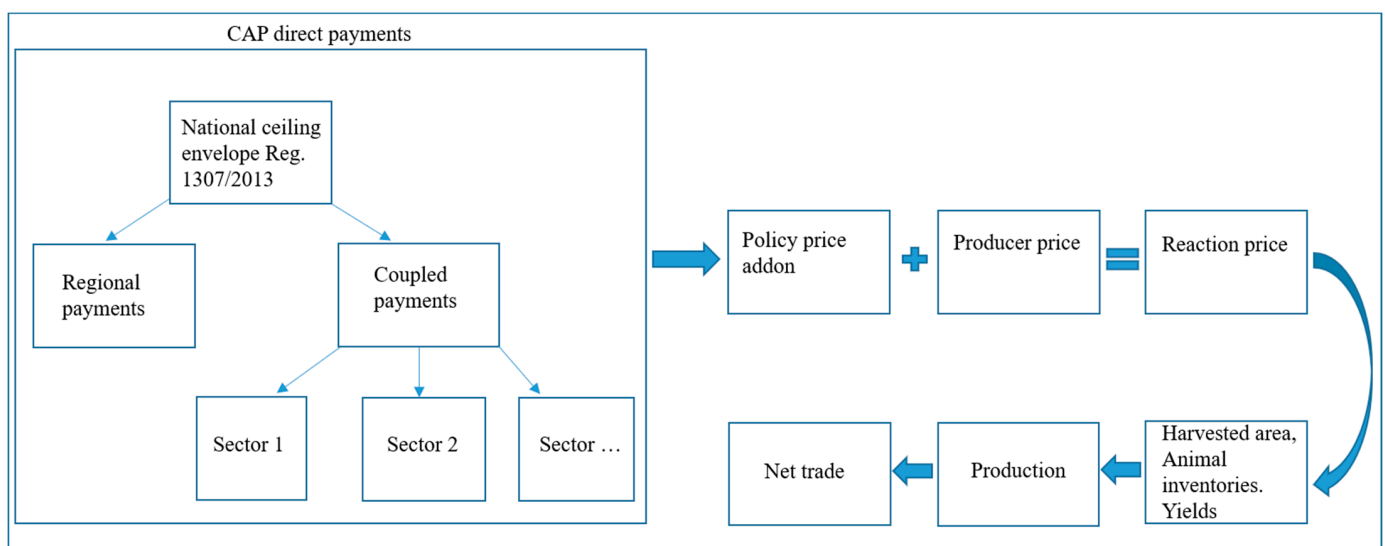 CAP direct payments
National ceiling
envelope Reg.
1307/2013
Regional
payments
Coupled
payments
Sector 1
Sector 2
Sector …
Policy price
addon
Producer price
Reaction price
Harvested area,
Animal
inventories.
Yields
Production
Net trade